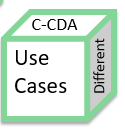 C-CDA
Use
Cases
Different